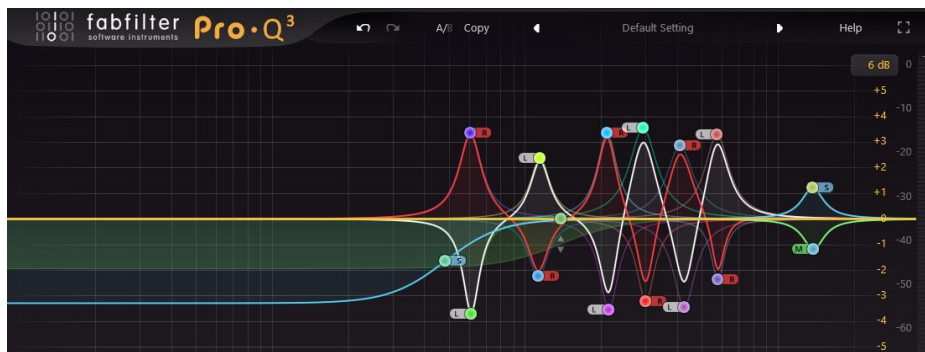 fabfilter
software instruments
Pro·Q³
A/B Copy
Default Setting
Help
6 dB 0
+5
+4 -10
+3
+2 -20
+1 -30
0
-1 -40
-2
-3 -50
-4
-5 -60
R
L
R
L
L
R
S
S
M
R
R
L
R
L
L